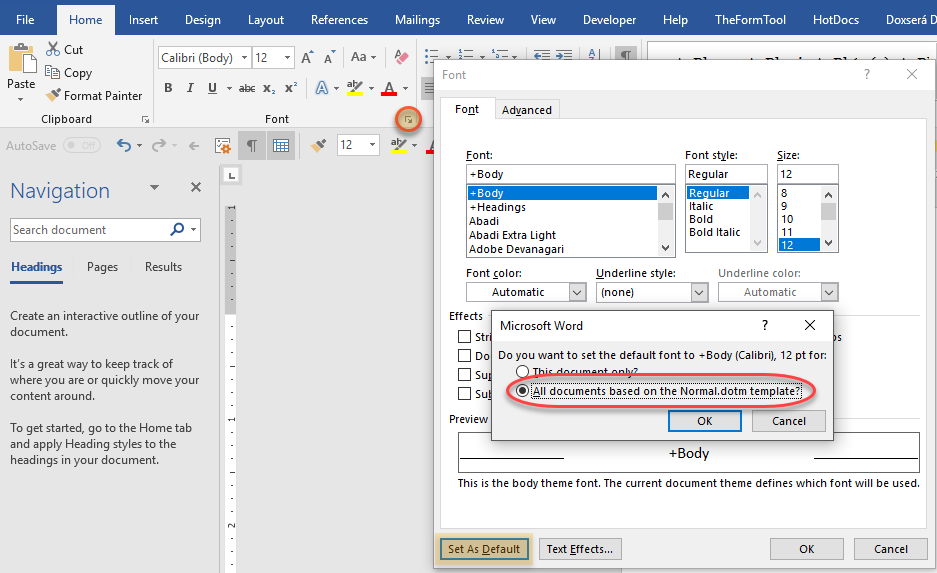 File Home Insert Design Layout References Mailings Review View Developer Help TheFormTool HotDocs Doxserá D
Paste
Cut
Copy
Format Painter
Clipboard
Calibri (Body) 12
Aa
B I U abc x₂ x² A ab A
Font
AutoSave Off
12
Navigation
Search document
Headings Pages Results
Create an interactive outline of your
document.
It's a great way to keep track of
where you are or quickly move your
content around.
To get started, go to the Home tab
and apply Heading styles to the
headings in your document.
L
1
1
2
Font ?
Font Advanced
Font: Font style: Size:
+Body Regular 12
+Body Regular 8
+Headings Italic 9
Abadi Bold 10
Abadi Extra Light Bold Italic 11
Adobe Devanagari 12
Font color: Underline style: Underline color:
Automatic (none) Automatic
Effects
Microsoft Word ?
Do you want to set the default font to +Body (Calibri), 12 pt for:
This document only?
All documents based on the Normal.dotm template?
OK Cancel
Preview
+Body
This is the body theme font. The current document theme defines which font will be used.
Set As Default Text Effects... OK Cancel